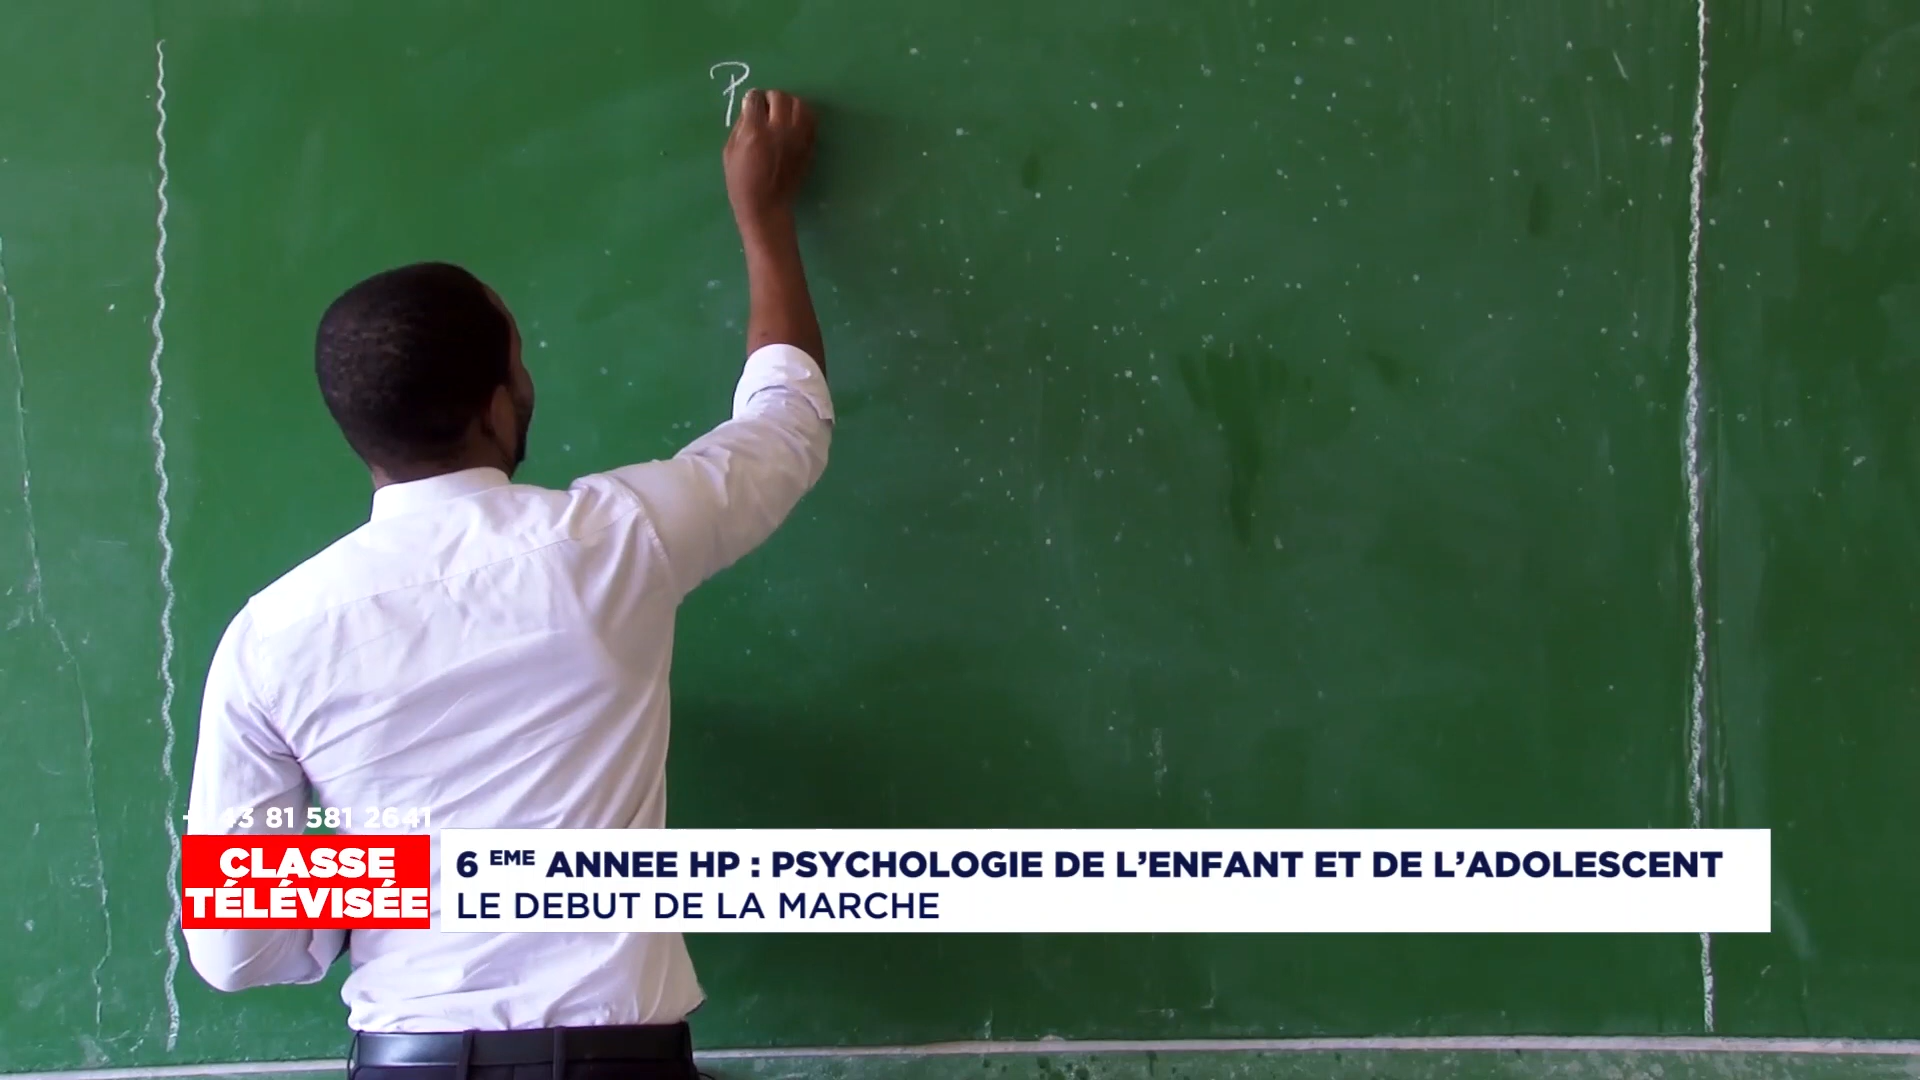 P
43 81 581 2641
CLASSE
TÉLÉVISÉE
6 EME ANNEE HP : PSYCHOLOGIE DE L’ENFANT ET DE L’ADOLESCENT
LE DEBUT DE LA MARCHE